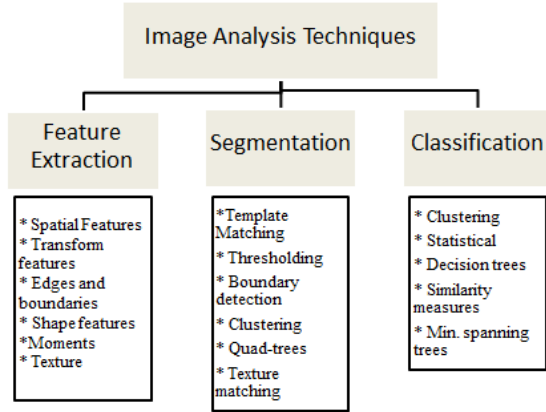 Image Analysis Techniques
Feature
Extraction
* Spatial Features
* Transform
features
* Edges and
boundaries
* Shape features
*Moments
* Texture
Segmentation
*Template
Matching
* Thresholding
* Boundary
detection
* Clustering
* Quad-trees
* Texture
matching
Classification
* Clustering
* Statistical
* Decision trees
* Similarity
measures
* Min. spanning
trees